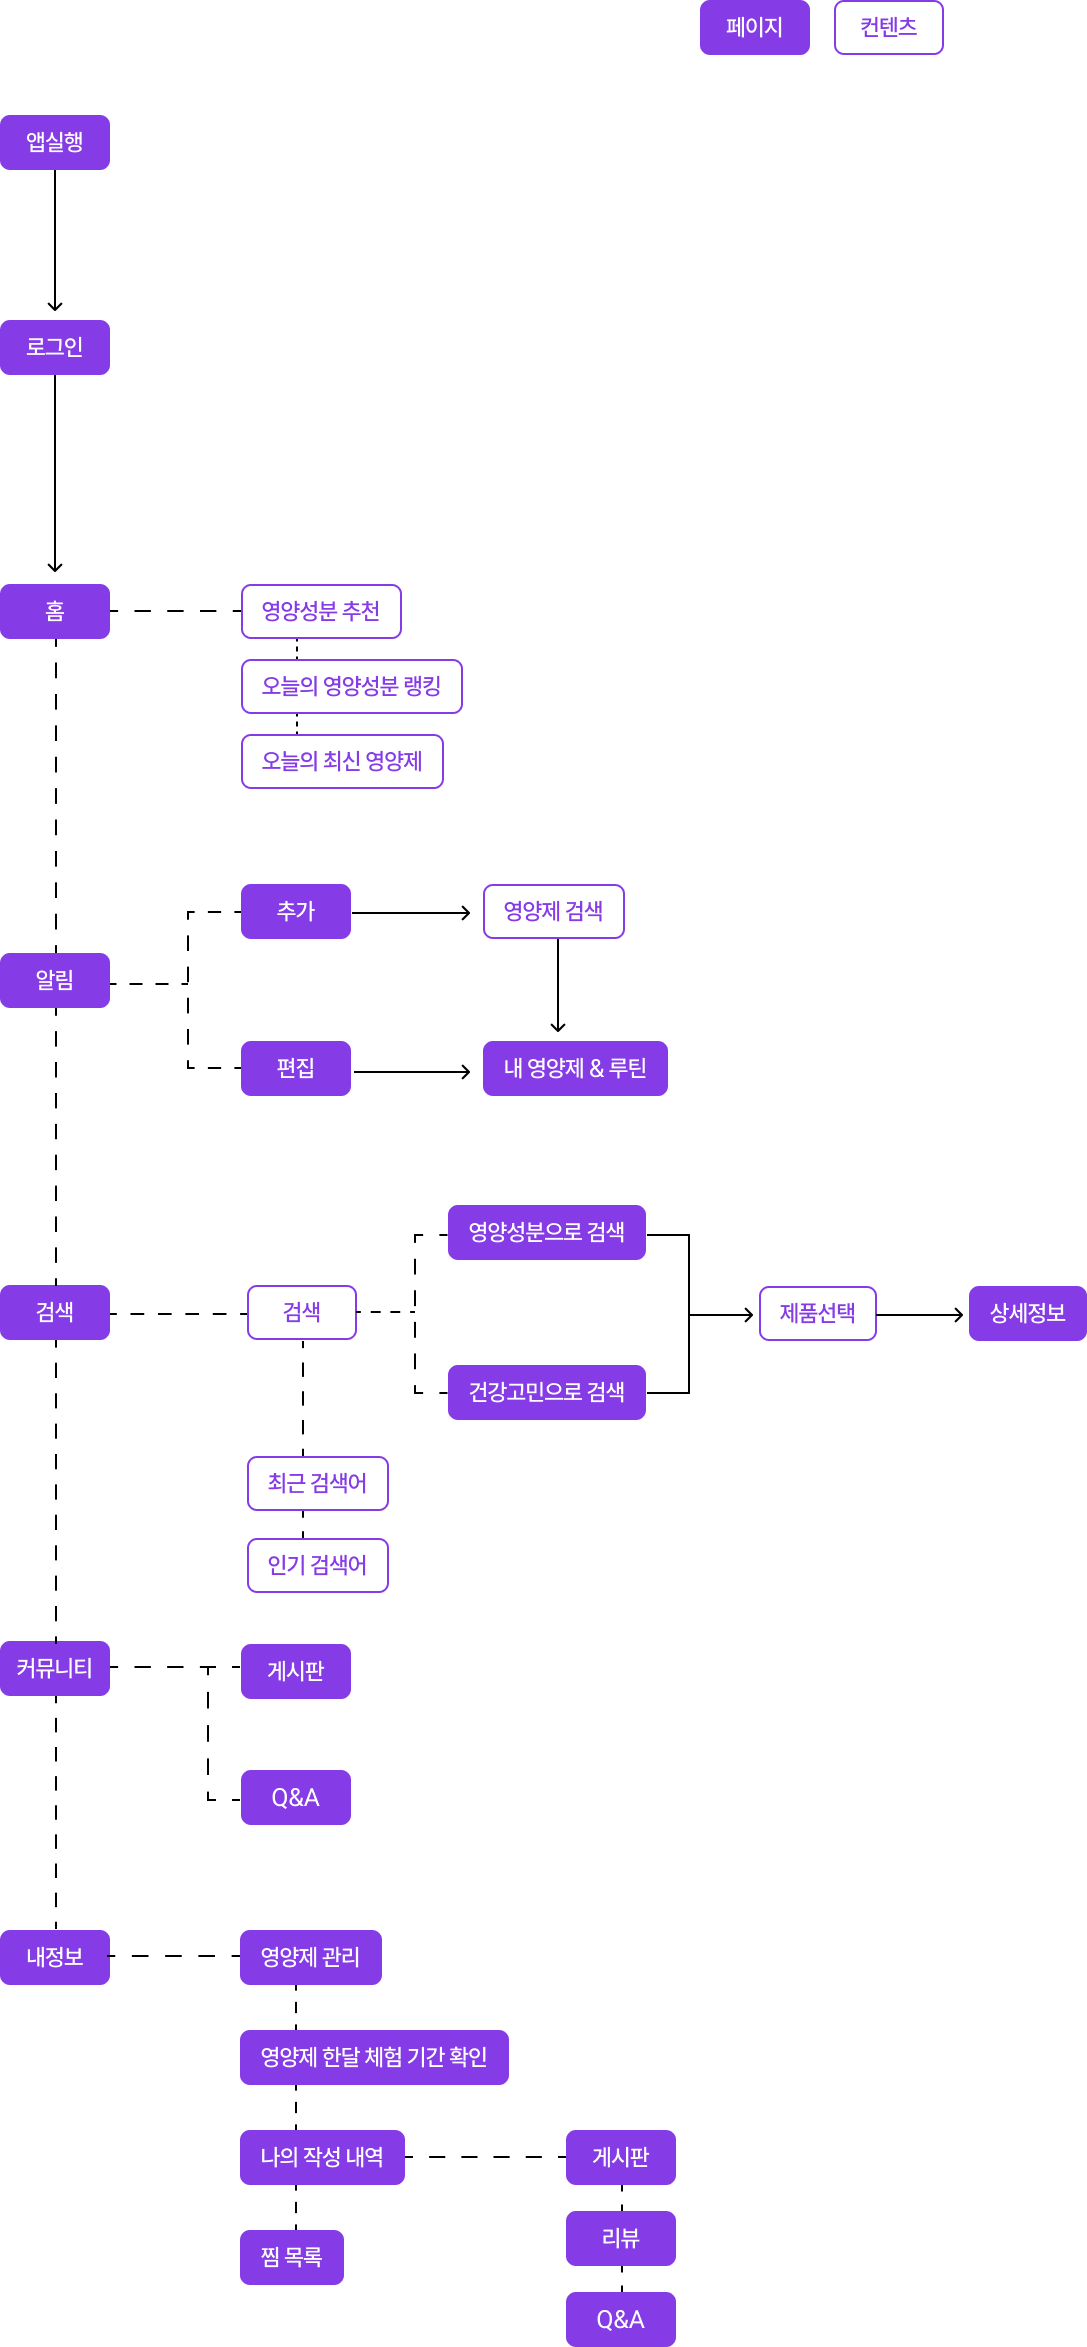 페이지
컨텐츠
앱실행
로그인
홈
영양성분 추천
오늘의 영양성분 랭킹
오늘의 최신 영양제
알림
추가
영양제 검색
편집
내 영양제 & 루틴
검색
검색
영양성분으로 검색
건강고민으로 검색
제품선택
상세정보
최근 검색어
인기 검색어
커뮤니티
게시판
Q&A
내정보
영양제 관리
영양제 한달 체험 기간 확인
나의 작성 내역
게시판
리뷰
찜 목록
Q&A